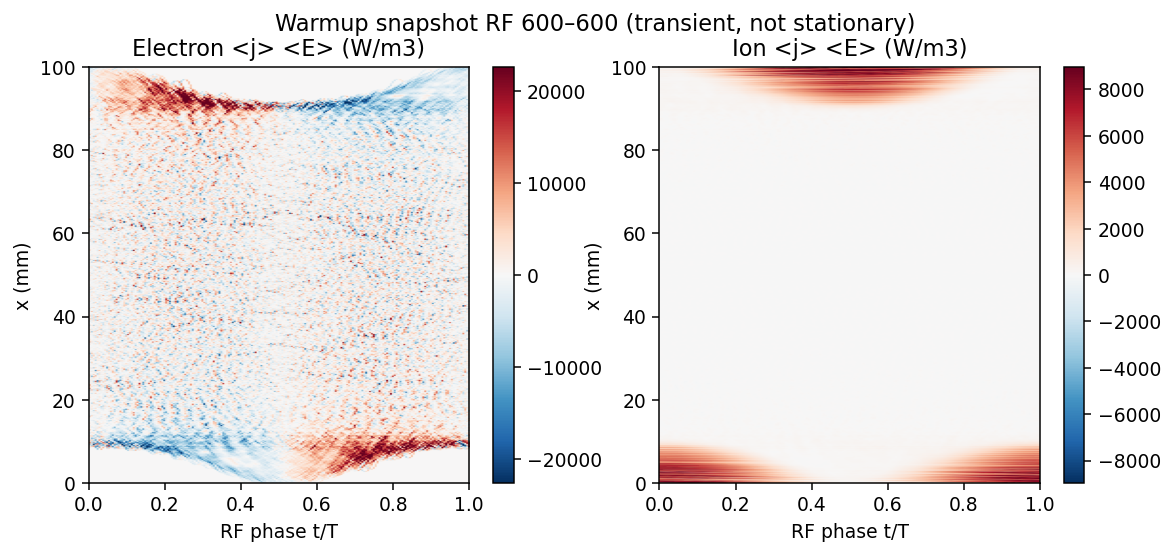 Warmup snapshot RF 600–600 (transient, not stationary)
Electron <j> <E> (W/m3)
Ion <j> <E> (W/m3)
100
80
60
40
20
0
x (mm)
0.0 0.2 0.4 0.6 0.8 1.0
RF phase t/T
20000
10000
0
−10000
−20000
100
80
60
40
20
0
x (mm)
0.0 0.2 0.4 0.6 0.8 1.0
RF phase t/T
8000
6000
4000
2000
0
−2000
−4000
−6000
−8000